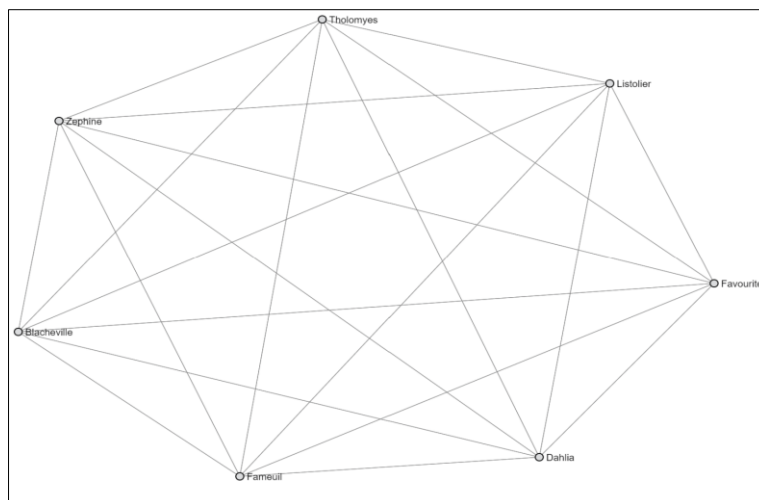 Tholomyes
Listolier
Zephine
Favourite
Blacheville
Dahlia
Fameuil